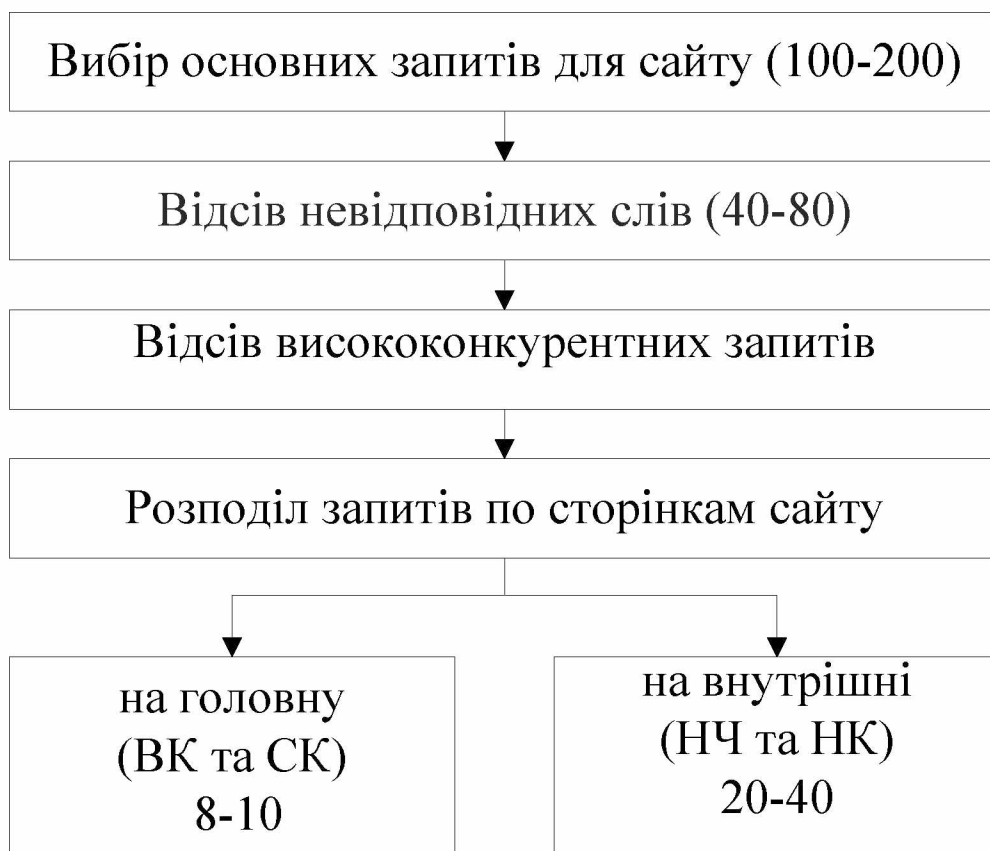 Вибір основних запитів для сайту (100-200)
Відсів невідповідних слів (40-80)
Відсів висококонкурентних запитів
Розподіл запитів по сторінкам сайту
на головну
(ВК та СК)
8-10
на внутрішні
(НЧ та НК)
20-40